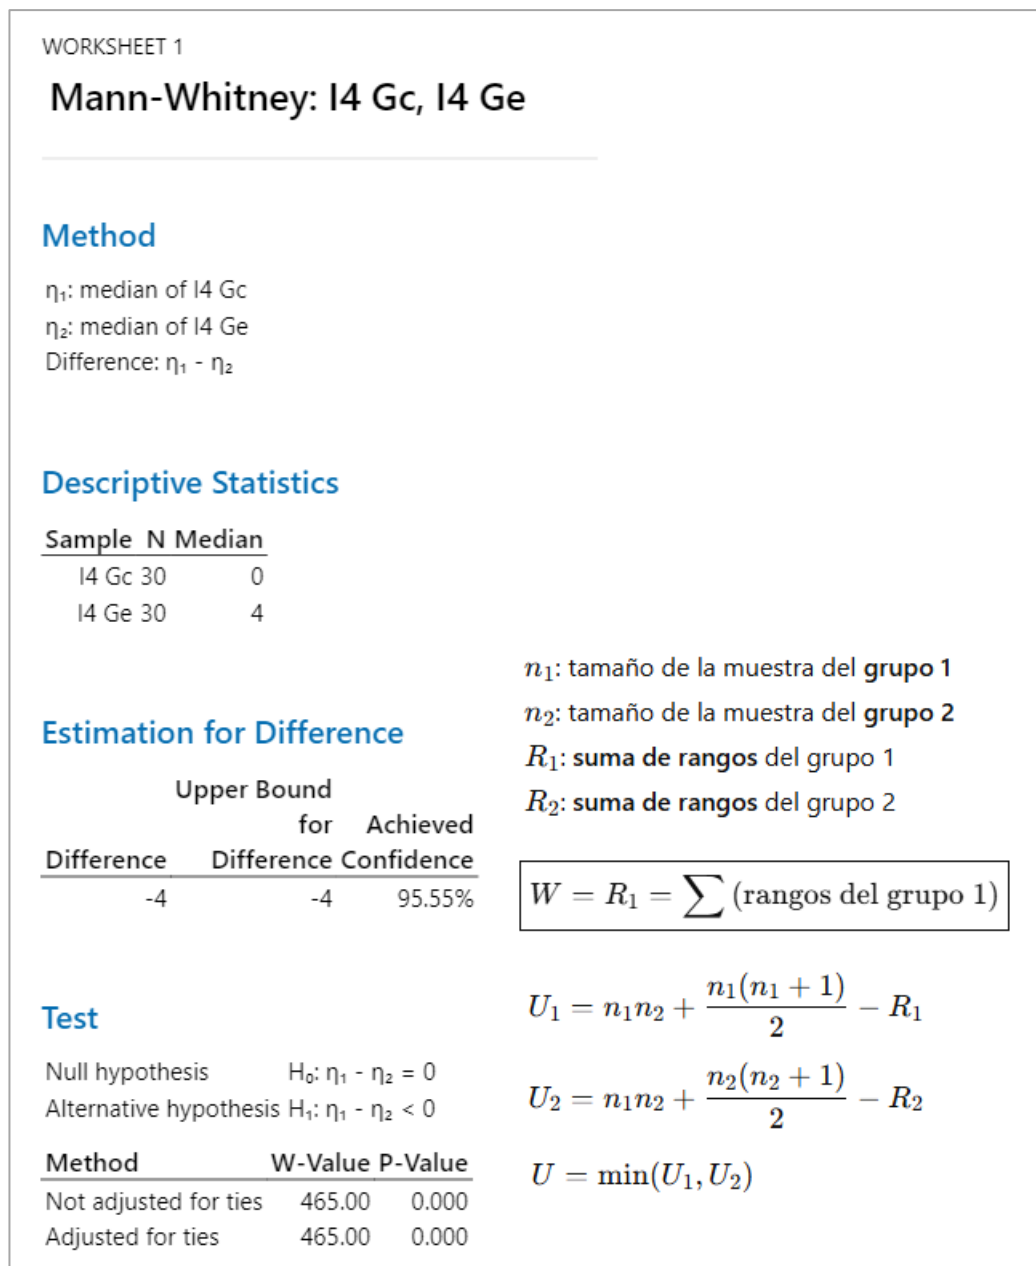 WORKSHEET 1
Mann-Whitney: I4 Gc, I4 Ge
Method
η₁: median of I4 Gc
η₂: median of I4 Ge
Difference: η₁ - η₂
Descriptive Statistics
Sample N Median
I4 Gc 30 0
I4 Ge 30 4
Estimation for Difference
Upper Bound
for Achieved
Difference Difference Confidence
-4 -4 95.55%
Test
Null hypothesis H₀: η₁ - η₂ = 0
Alternative hypothesis H₁: η₁ - η₂ < 0
Method W-Value P-Value
Not adjusted for ties 465.00 0.000
Adjusted for ties 465.00 0.000
n₁: tamaño de la muestra del grupo 1
n₂: tamaño de la muestra del grupo 2
R₁: suma de rangos del grupo 1
R₂: suma de rangos del grupo 2
W = R₁ = ∑ (rangos del grupo 1)
U₁ = n₁n₂ + n₁(n₁ + 1)/2 − R₁
U₂ = n₁n₂ + n₂(n₂ + 1)/2 − R₂
U = min(U₁, U₂)